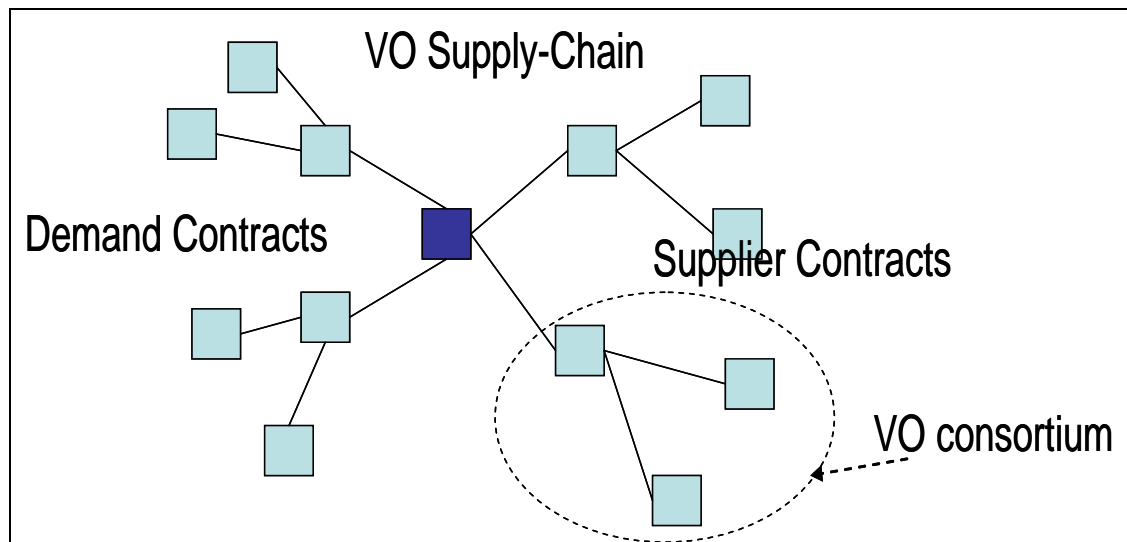 VO Supply-Chain
Demand Contracts
Supplier Contracts
VO consortium